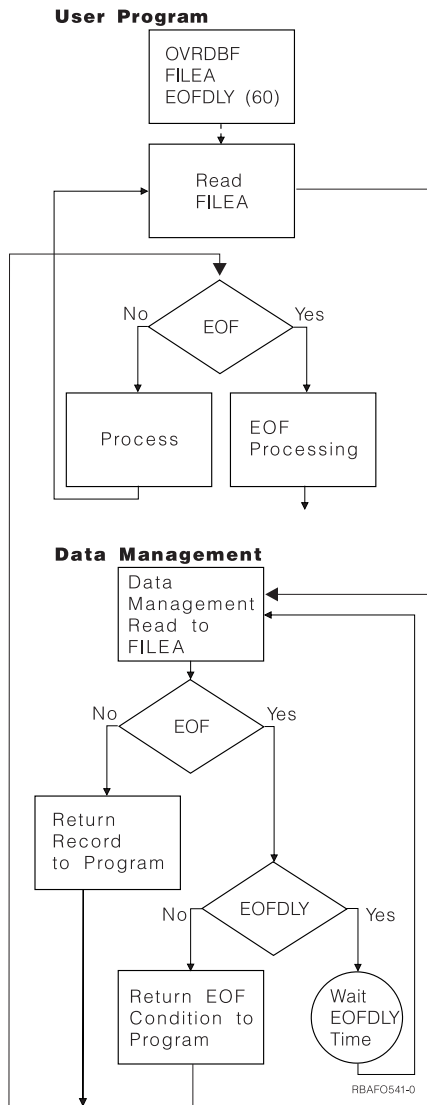 User Program
OVRDBF
FILEA
EOFDLY (60)
Read
FILEA
No
EOF
Yes
Process
EOF
Processing
Data Management
Data
Management
Read to
FILEA
No
EOF
Yes
Return
Record
to Program
No
EOFDLY
Yes
Return EOF
Condition to
Program
Wait
EOFDLY
Time
RBAFO541-0